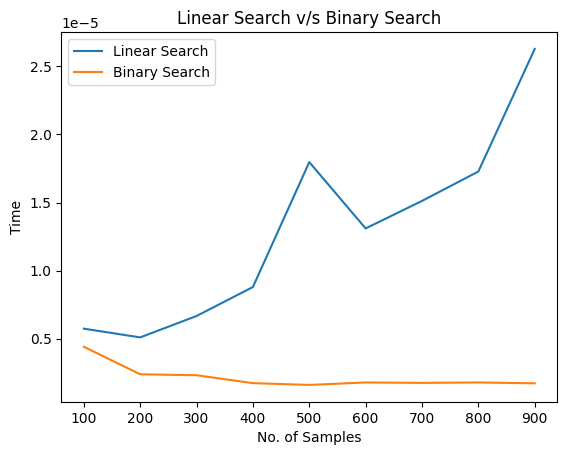 Linear Search v/s Binary Search
1e−5
Linear Search
Binary Search
2.5
2.0
1.5
1.0
0.5
Time
100 200 300 400 500 600 700 800 900
No. of Samples